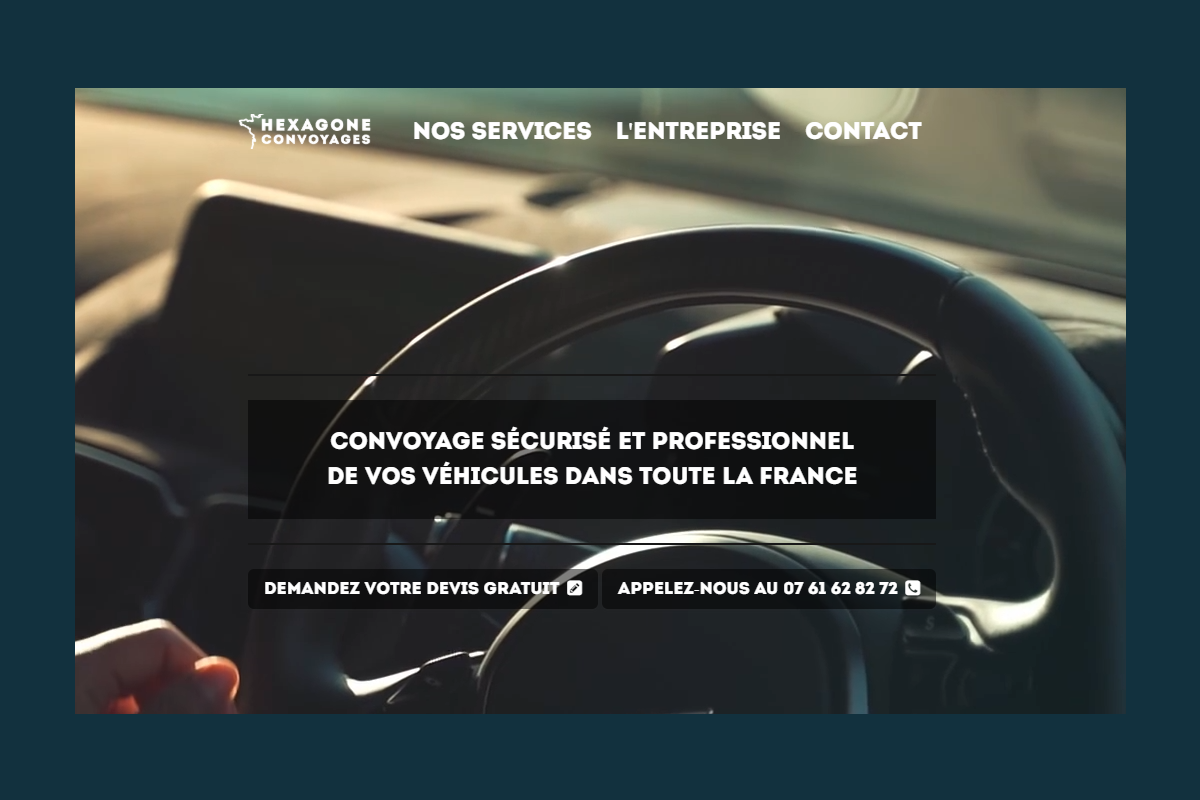 HEXAGONE
CONVOYAGES
NOS SERVICES L'ENTREPRISE CONTACT
CONVOYAGE SÉCURISÉ ET PROFESSIONNEL
DE VOS VÉHICULES DANS TOUTE LA FRANCE
DEMANDEZ VOTRE DEVIS GRATUIT
APPELEZ-NOUS AU 07 61 62 82 72
S